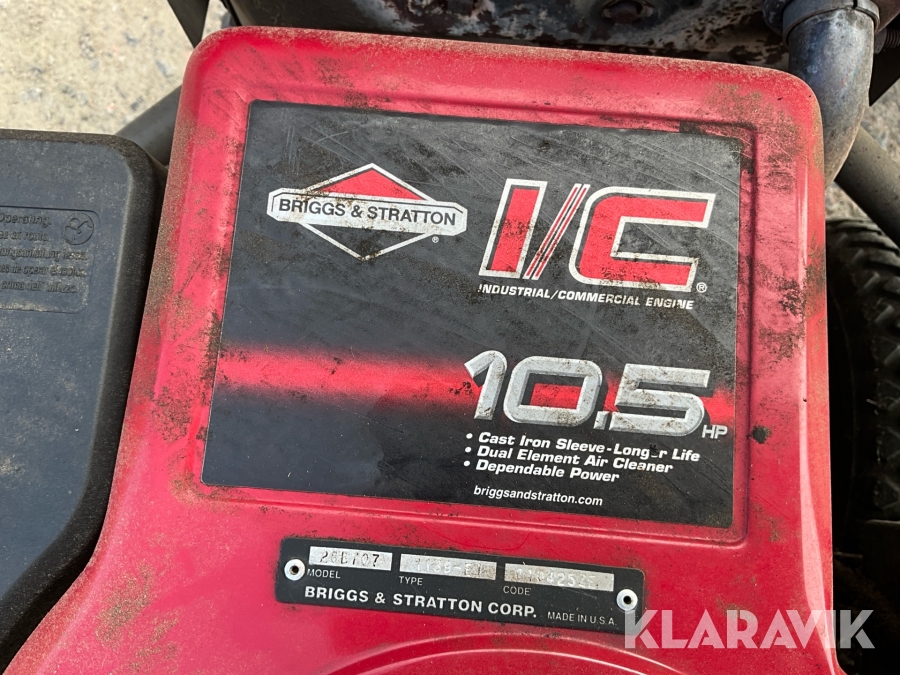 BRIGGS & STRATTON ®
I/C ®
INDUSTRIAL/COMMERCIAL ENGINE
10.5 HP
• Cast Iron Sleeve-Longer Life
• Dual Element Air Cleaner
• Dependable Power
briggsandstratton.com
MODEL TYPE CODE
BRIGGS & STRATTON CORP. MADE IN U.S.A.
KLARAVIK